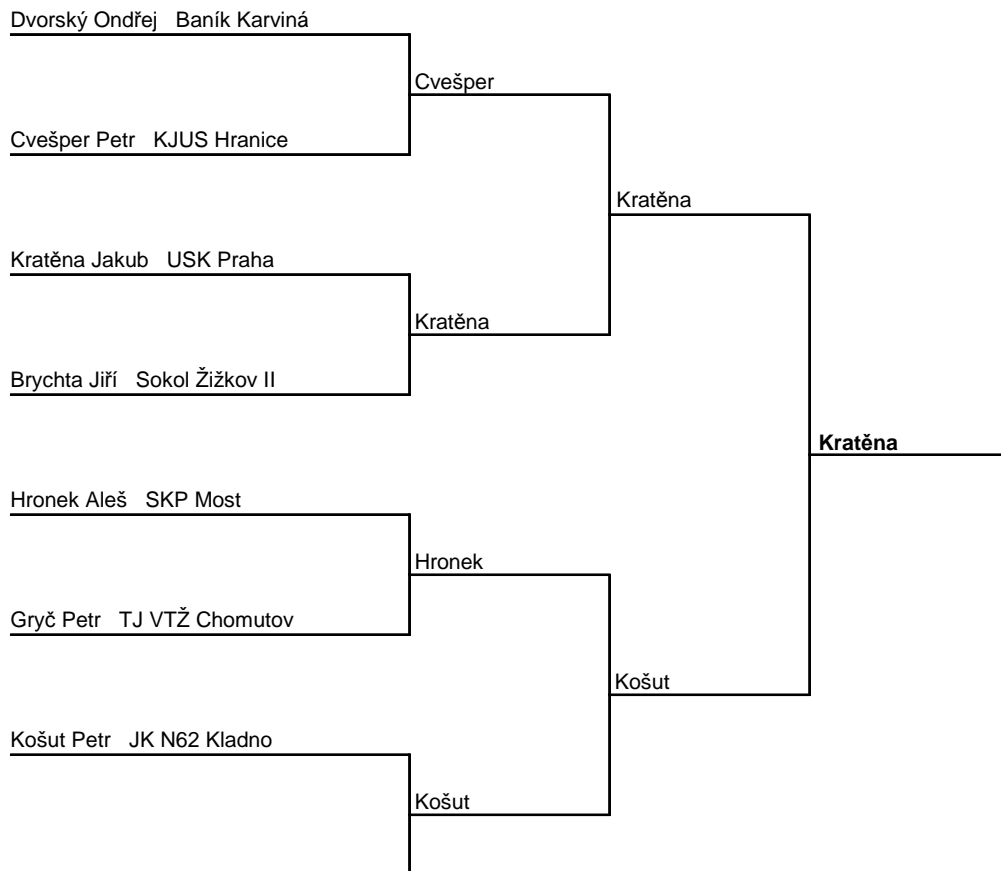 Dvorský Ondřej   Baník Karviná
Cvešper
Cvešper Petr   KJUS Hranice
Kratěna
Kratěna Jakub   USK Praha
Kratěna
Brychta Jiří   Sokol Žižkov II
Kratěna
Hronek Aleš   SKP Most
Hronek
Gryč Petr   TJ VTŽ Chomutov
Košut
Košut Petr   JK N62 Kladno
Košut